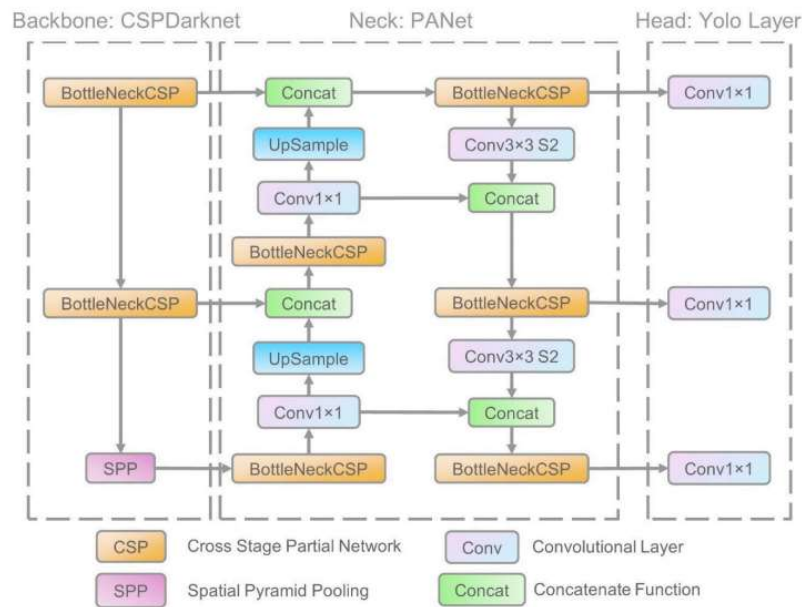 Backbone: CSPDarknet
Neck: PANet
Head: Yolo Layer
BottleNeckCSP
Concat
BottleNeckCSP
Conv1×1
UpSample
Conv3×3 S2
Conv1×1
Concat
BottleNeckCSP
BottleNeckCSP
Concat
BottleNeckCSP
Conv1×1
UpSample
Conv3×3 S2
Conv1×1
Concat
SPP
BottleNeckCSP
BottleNeckCSP
Conv1×1
CSP
Cross Stage Partial Network
Conv
Convolutional Layer
SPP
Spatial Pyramid Pooling
Concat
Concatenate Function